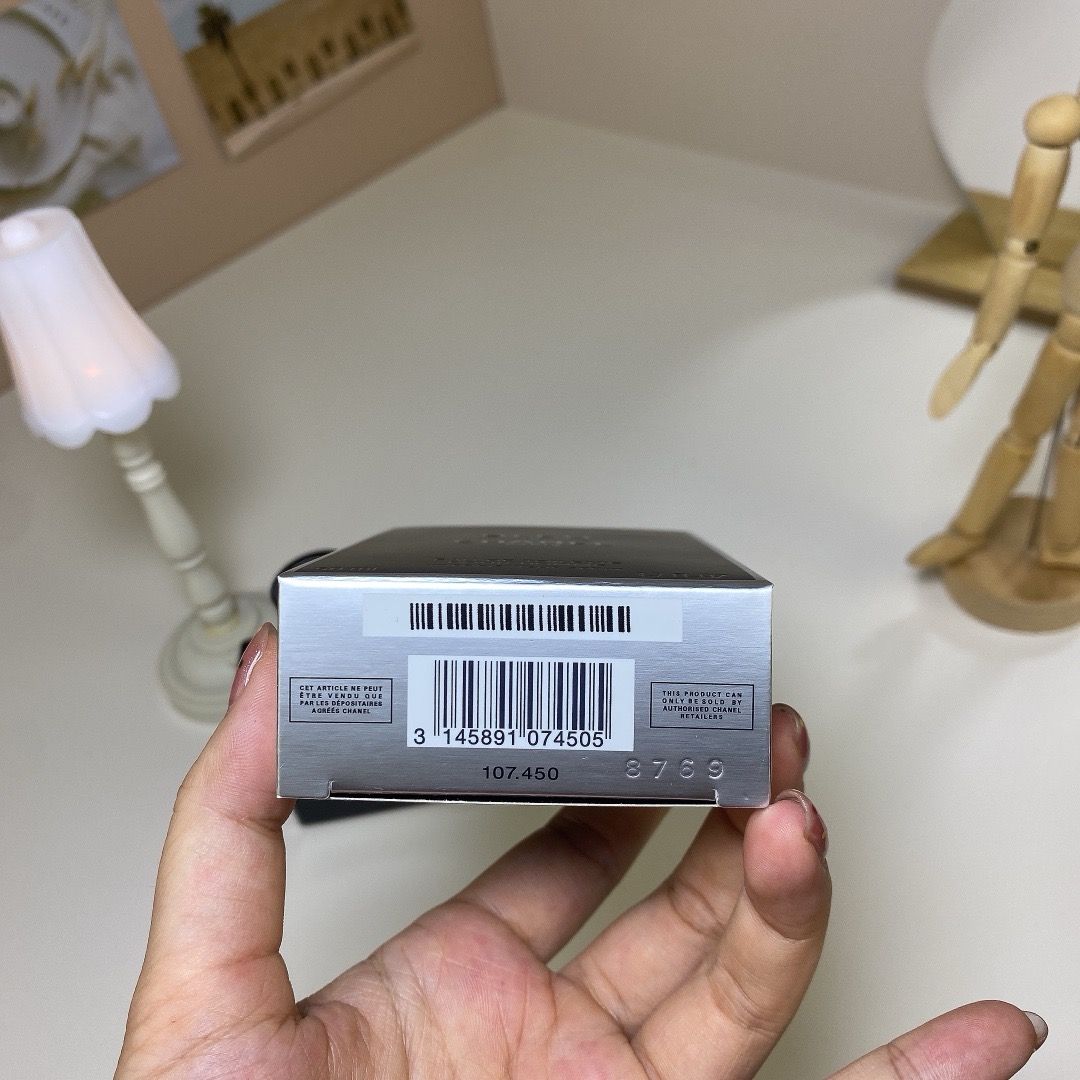 CET ARTICLE NE PEUT
ÊTRE VENDU QUE
PAR LES DÉPOSITAIRES
AGRÉÉS CHANEL
3 145891 074505
THIS PRODUCT CAN
ONLY BE SOLD BY
AUTHORISED CHANEL
RETAILERS
107.450
8769